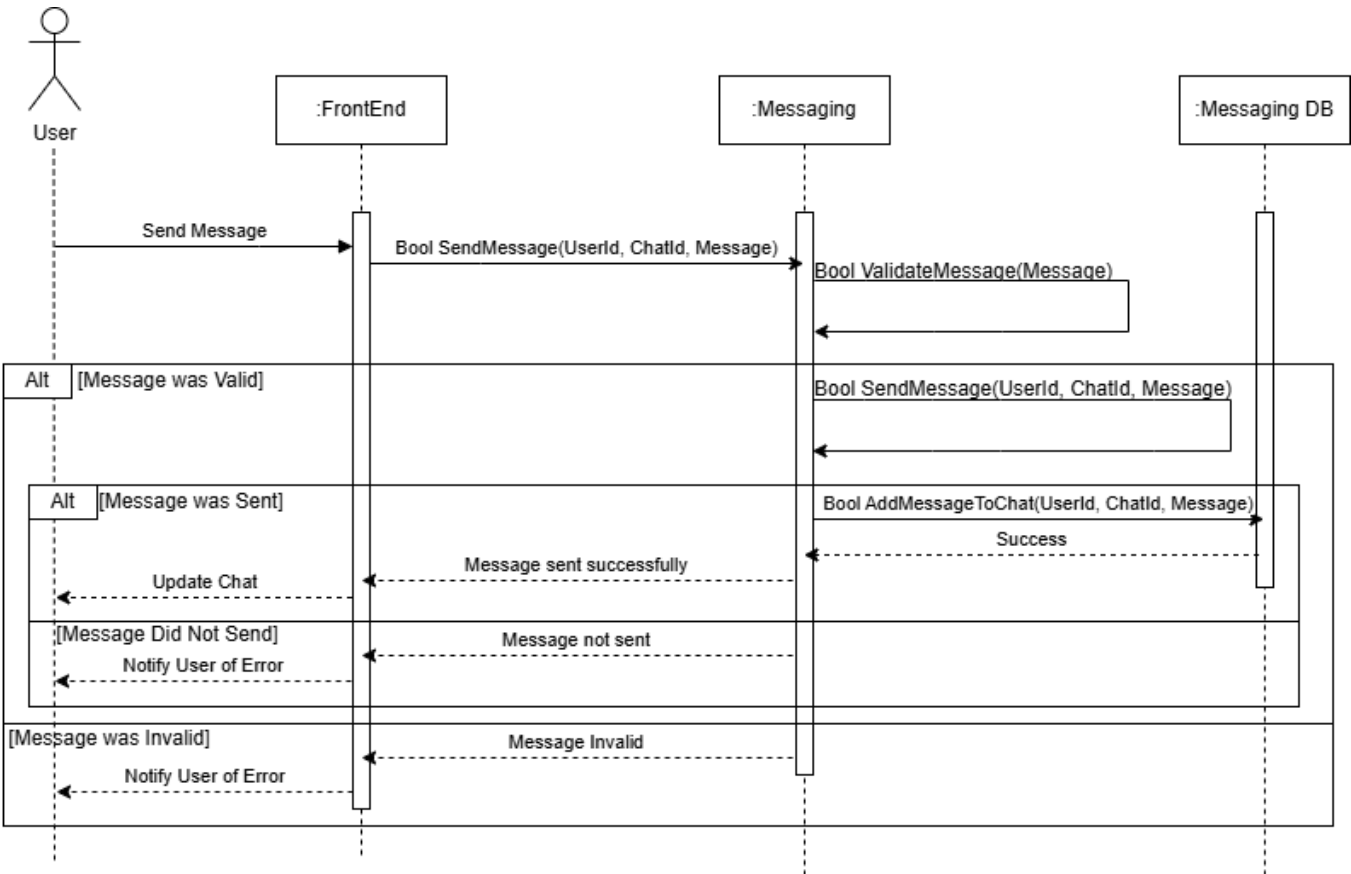 User
:FrontEnd
:Messaging
:Messaging DB
Send Message
Bool SendMessage(UserId, ChatId, Message)
Bool ValidateMessage(Message)
Alt
[Message was Valid]
Bool SendMessage(UserId, ChatId, Message)
Alt
[Message was Sent]
Bool AddMessageToChat(UserId, ChatId, Message)
Success
Message sent successfully
Update Chat
[Message Did Not Send]
Message not sent
Notify User of Error
[Message was Invalid]
Message Invalid
Notify User of Error